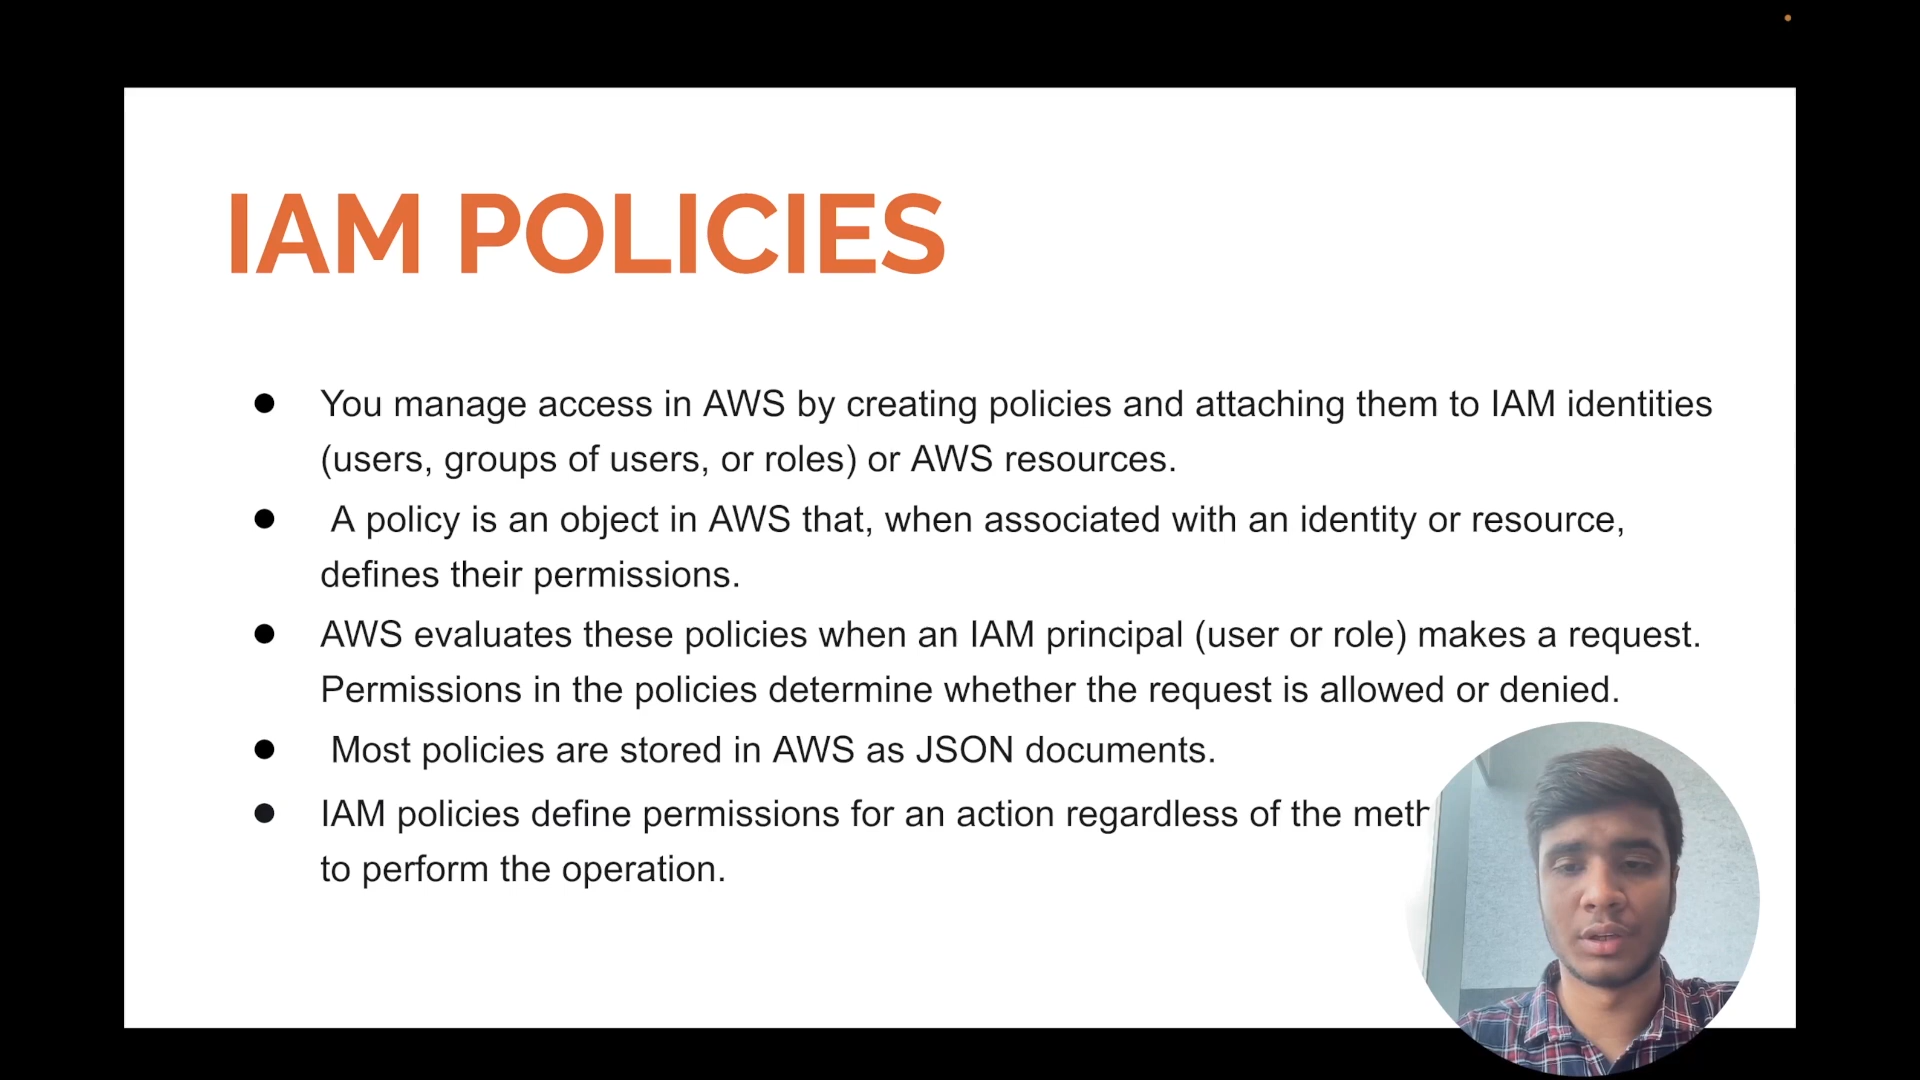 IAM POLICIES
● You manage access in AWS by creating policies and attaching them to IAM identities
(users, groups of users, or roles) or AWS resources.
● A policy is an object in AWS that, when associated with an identity or resource,
defines their permissions.
● AWS evaluates these policies when an IAM principal (user or role) makes a request.
Permissions in the policies determine whether the request is allowed or denied.
● Most policies are stored in AWS as JSON documents.
● IAM policies define permissions for an action regardless of the
to perform the operation.